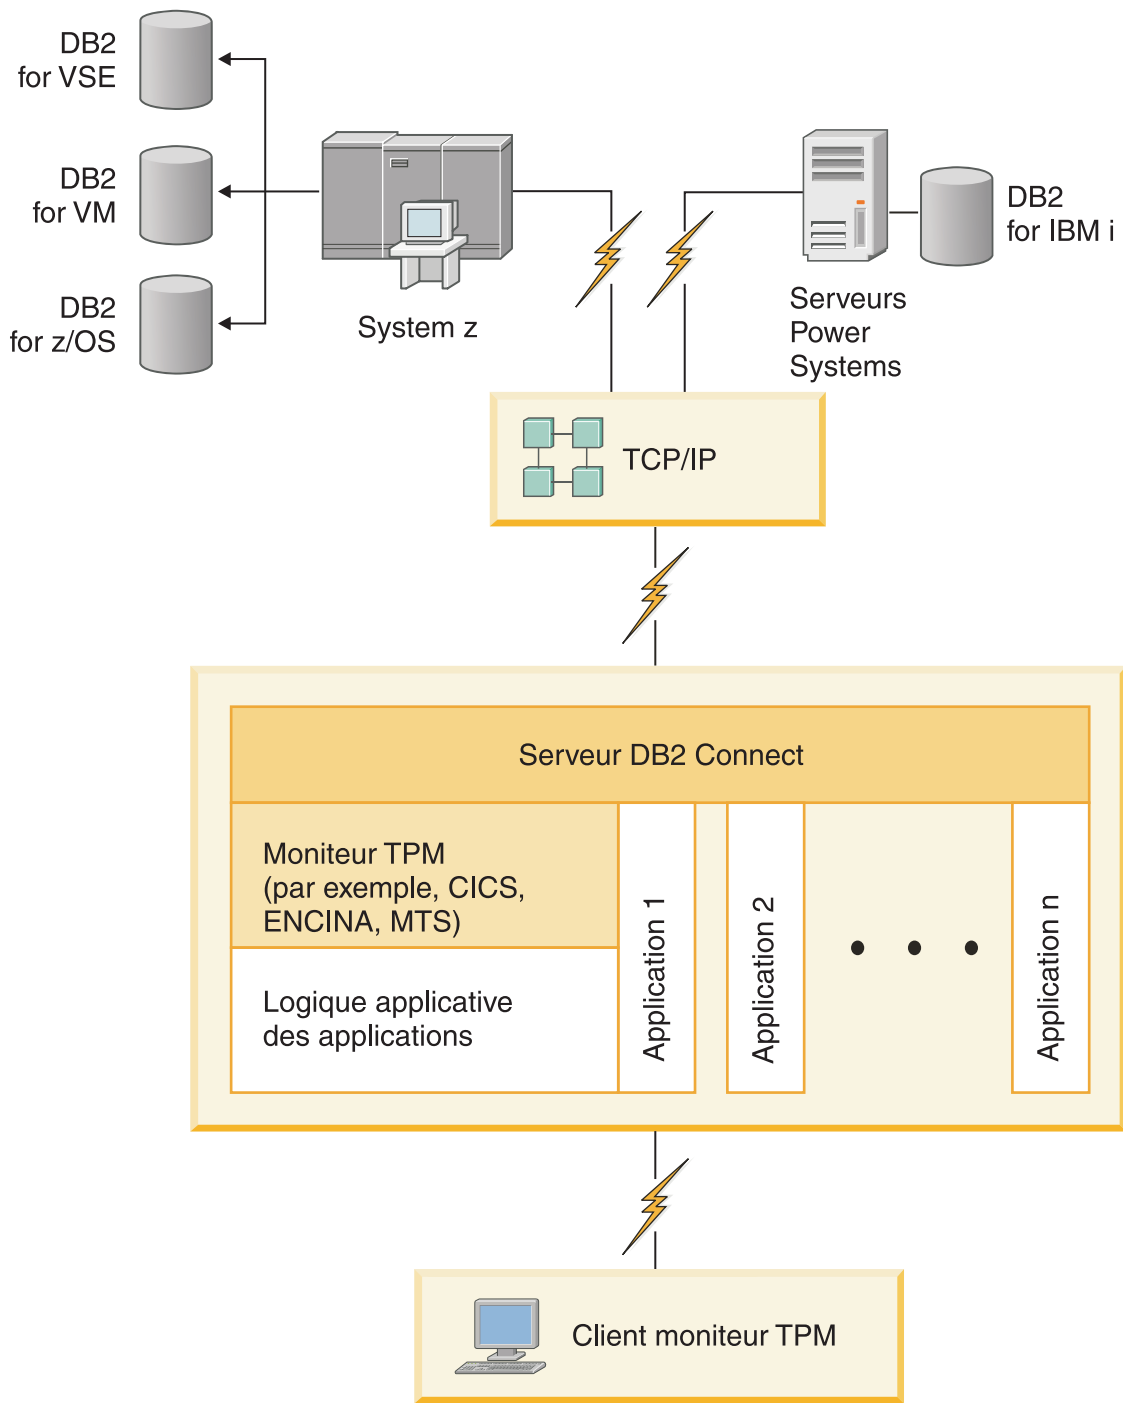 DB2
for VSE
DB2
for VM
DB2
for z/OS
System z
DB2
for IBM i
Serveurs
Power
Systems
TCP/IP
Serveur DB2 Connect
Moniteur TPM
(par exemple, CICS,
ENCINA, MTS)
Logique applicative
des applications
Application 1
Application 2
Application n
Client moniteur TPM